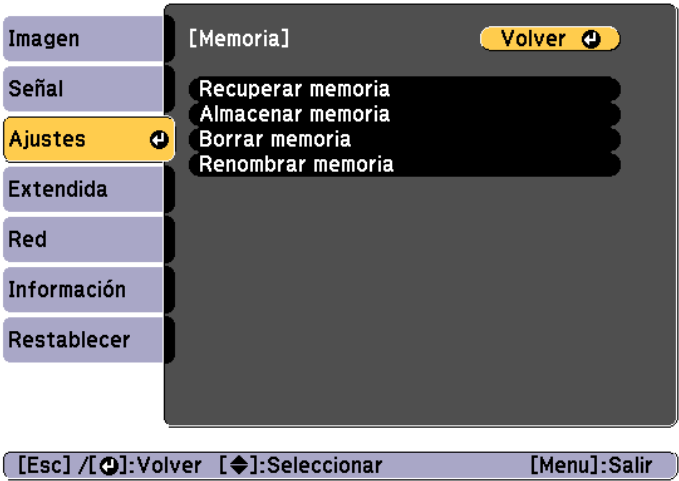 Imagen
Señal
Ajustes
Extendida
Red
Información
Restablecer
[Memoria]
Volver
Recuperar memoria
Almacenar memoria
Borrar memoria
Renombrar memoria
[Esc] /[⏎]:Volver [◆]:Seleccionar [Menu]:Salir